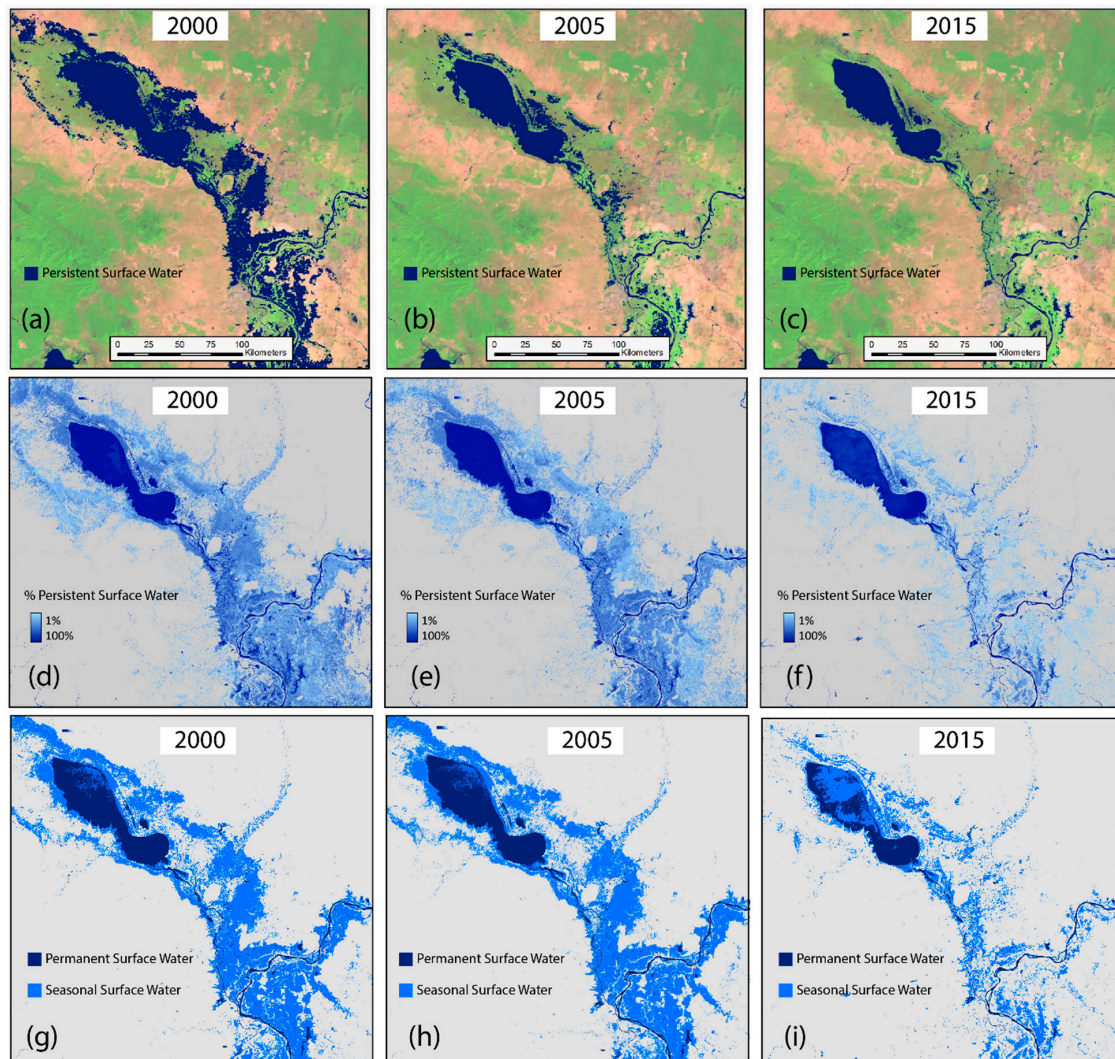 2000
2005
2015
Persistent Surface Water
Persistent Surface Water
Persistent Surface Water
(a)
0 25 50 100
Kilometers
(b)
0 25 50 100
Kilometers
(c)
0 25 50 100
Kilometers
2000
2005
2015
% Persistent Surface Water
1%
100%
% Persistent Surface Water
1%
100%
% Persistent Surface Water
1%
100%
(d)
(e)
(f)
2000
2005
2015
Permanent Surface Water
Seasonal Surface Water
Permanent Surface Water
Seasonal Surface Water
Permanent Surface Water
Seasonal Surface Water
(g)
(h)
(i)